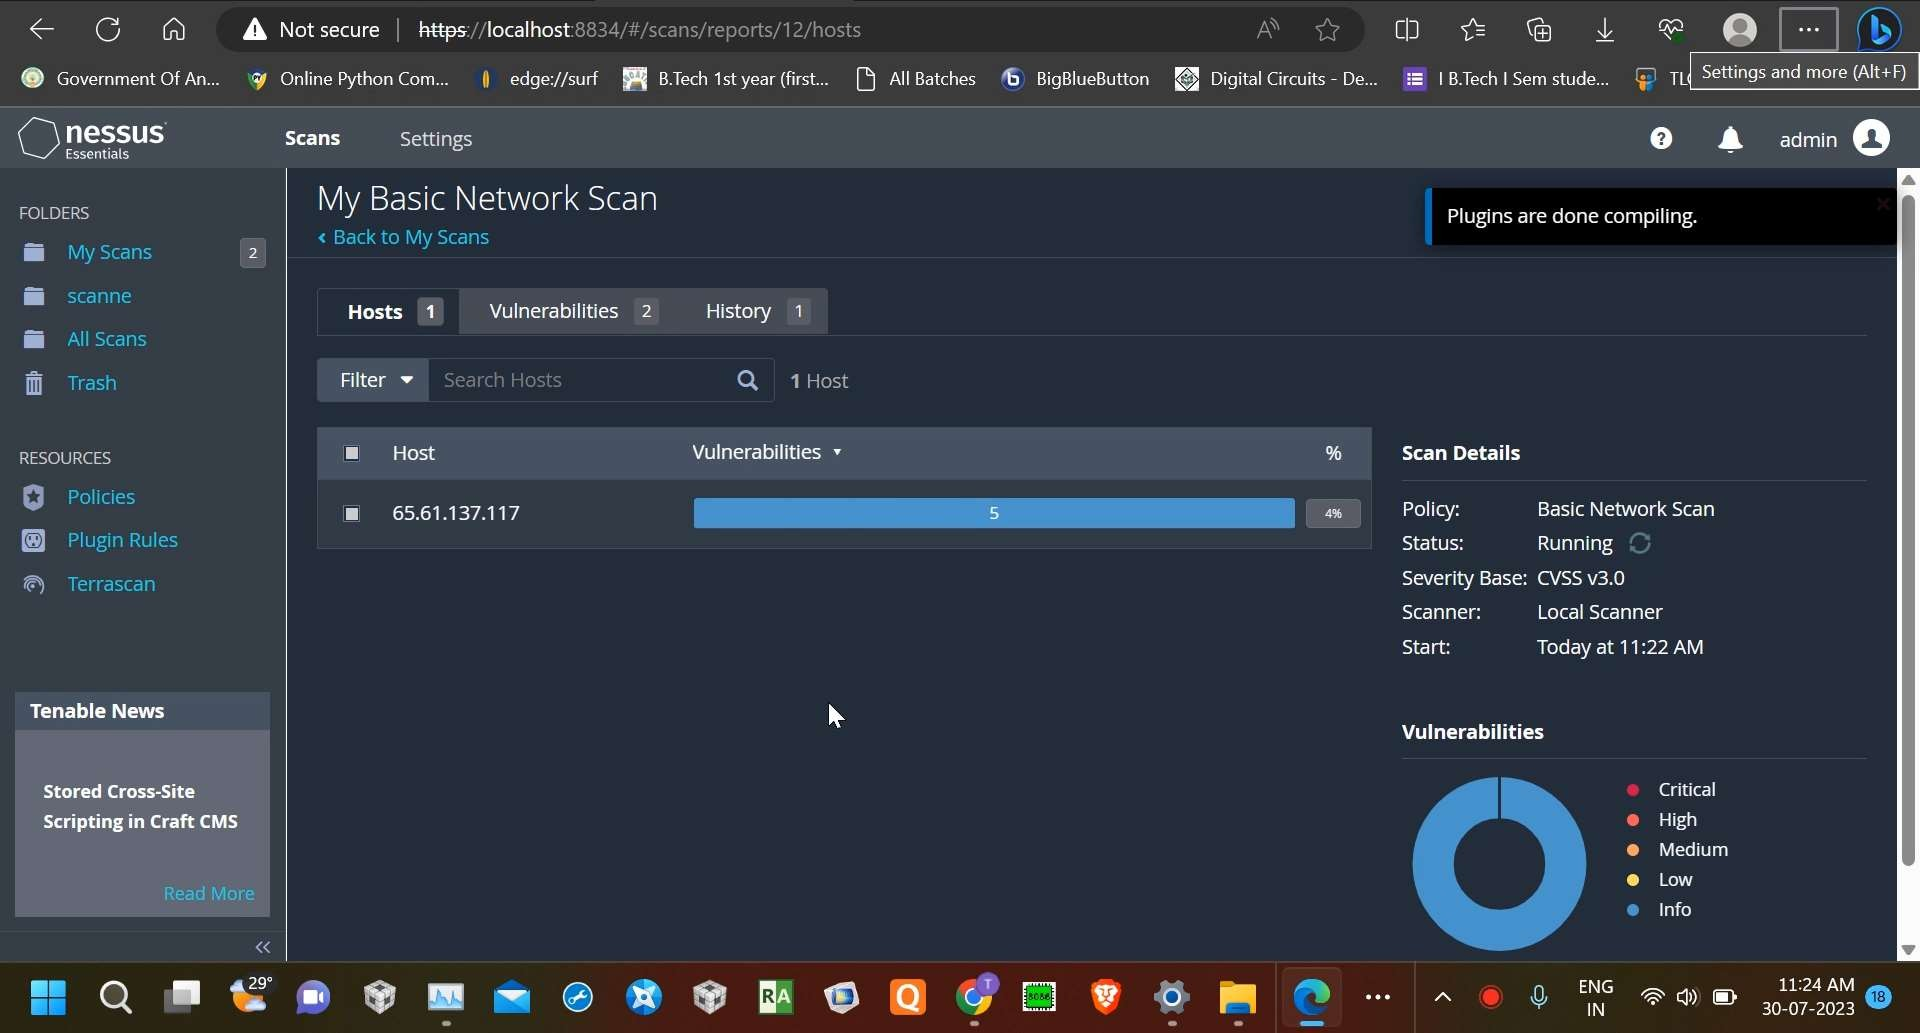 Not secure | https://localhost:8834/#/scans/reports/12/hosts
Settings and more (Alt+F)
Government Of An... Online Python Com... edge://surf B.Tech 1st year (first... All Batches BigBlueButton Digital Circuits - De... I B.Tech I Sem stude...
nessus
Essentials
Scans Settings
admin
FOLDERS
My Scans 2
scanne
All Scans
Trash
RESOURCES
Policies
Plugin Rules
Terrascan
Tenable News
Stored Cross-Site
Scripting in Craft CMS
Read More
My Basic Network Scan
‹ Back to My Scans
Plugins are done compiling.
Hosts 1 Vulnerabilities 2 History 1
Filter Search Hosts 1 Host
Host Vulnerabilities %
65.61.137.117 5 4%
Scan Details
Policy: Basic Network Scan
Status: Running
Severity Base: CVSS v3.0
Scanner: Local Scanner
Start: Today at 11:22 AM
Vulnerabilities
Critical
High
Medium
Low
Info
29°
T
RA
Q
8086
ENG
IN
11:24 AM
30-07-2023
18